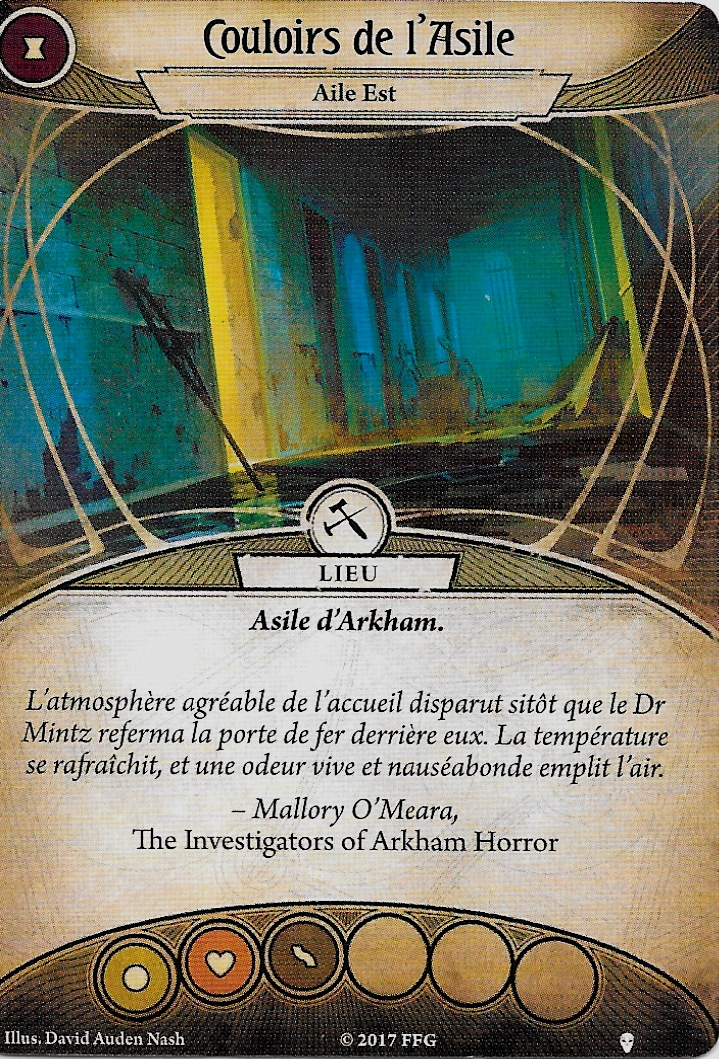 Couloirs de l'Asile
Aile Est
LIEU
Asile d'Arkham.
L'atmosphère agréable de l'accueil disparut sitôt que le Dr
Mintz referma la porte de fer derrière eux. La température
se rafraîchit, et une odeur vive et nauséabonde emplit l'air.
– Mallory O'Meara,
The Investigators of Arkham Horror
Illus. David Auden Nash
© 2017 FFG